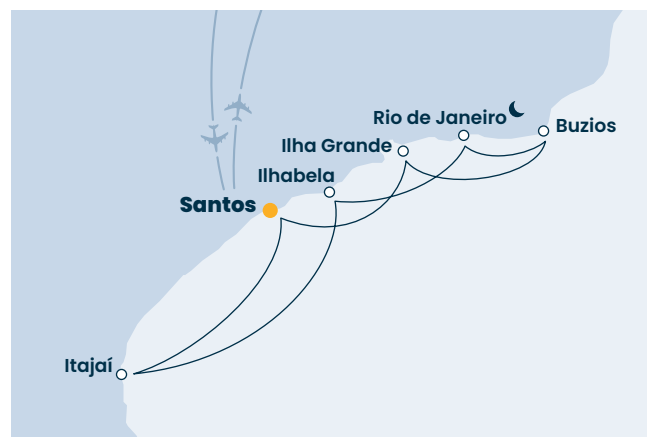 Rio de Janeiro
Buzios
Ilha Grande
Ilhabela
Santos
Itajaí